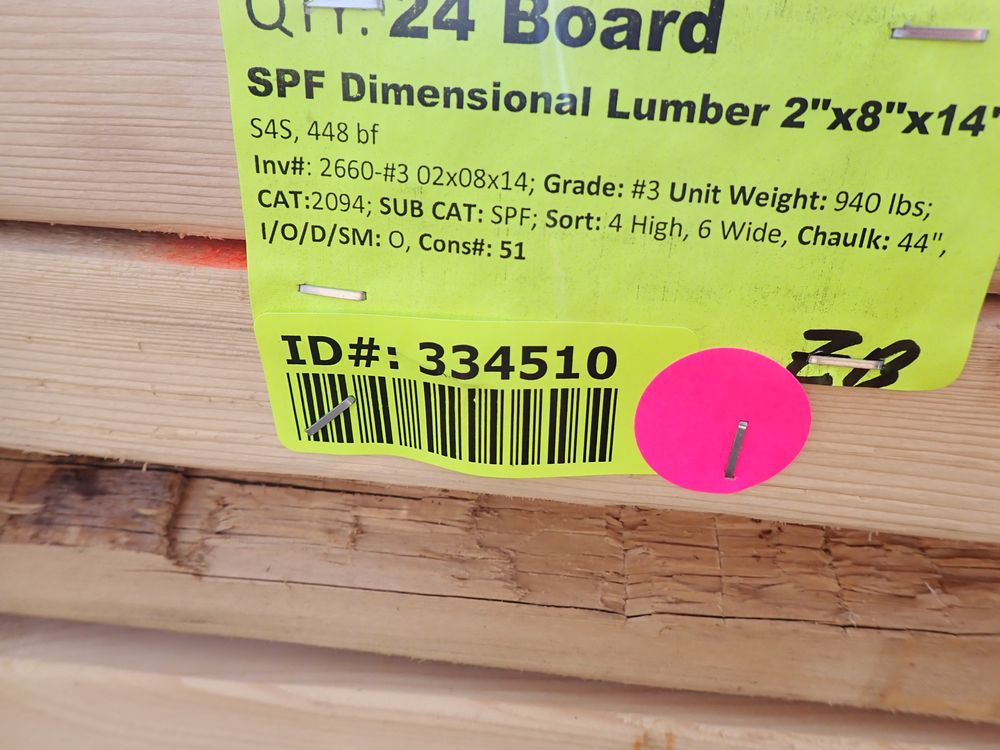 QTY: 24 Board
SPF Dimensional Lumber 2"x8"x14'
S4S, 448 bf
Inv#: 2660-#3 02x08x14; Grade: #3 Unit Weight: 940 lbs;
CAT:2094; SUB CAT: SPF; Sort: 4 High, 6 Wide, Chaulk: 44",
I/O/D/SM: O, Cons#: 51
ID#: 334510